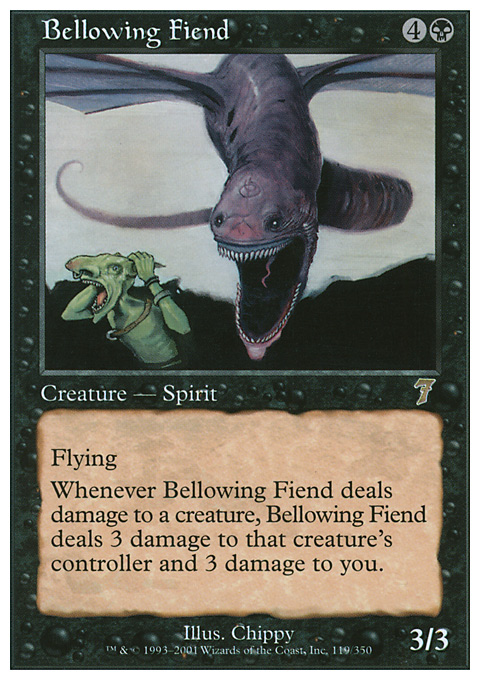 Bellowing Fiend 4
Creature — Spirit 7
Flying
Whenever Bellowing Fiend deals
damage to a creature, Bellowing Fiend
deals 3 damage to that creature's
controller and 3 damage to you.
Illus. Chippy
™ & © 1993–2001 Wizards of the Coast, Inc. 119/350
3/3